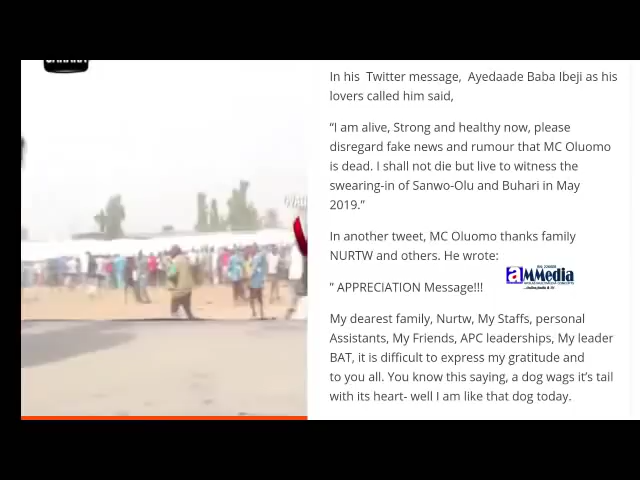 In his Twitter message, Ayedaade Baba Ibeji as his
lovers called him said,
“I am alive, Strong and healthy now, please
disregard fake news and rumour that MC Oluomo
is dead. I shall not die but live to witness the
swearing-in of Sanwo-Olu and Buhari in May
2019.”
In another tweet, MC Oluomo thanks family
NURTW and others. He wrote:
aMMedia
” APPRECIATION Message!!!
My dearest family, Nurtw, My Staffs, personal
Assistants, My Friends, APC leaderships, My leader
BAT, it is difficult to express my gratitude and
to you all. You know this saying, a dog wags it’s tail
with its heart- well I am like that dog today.